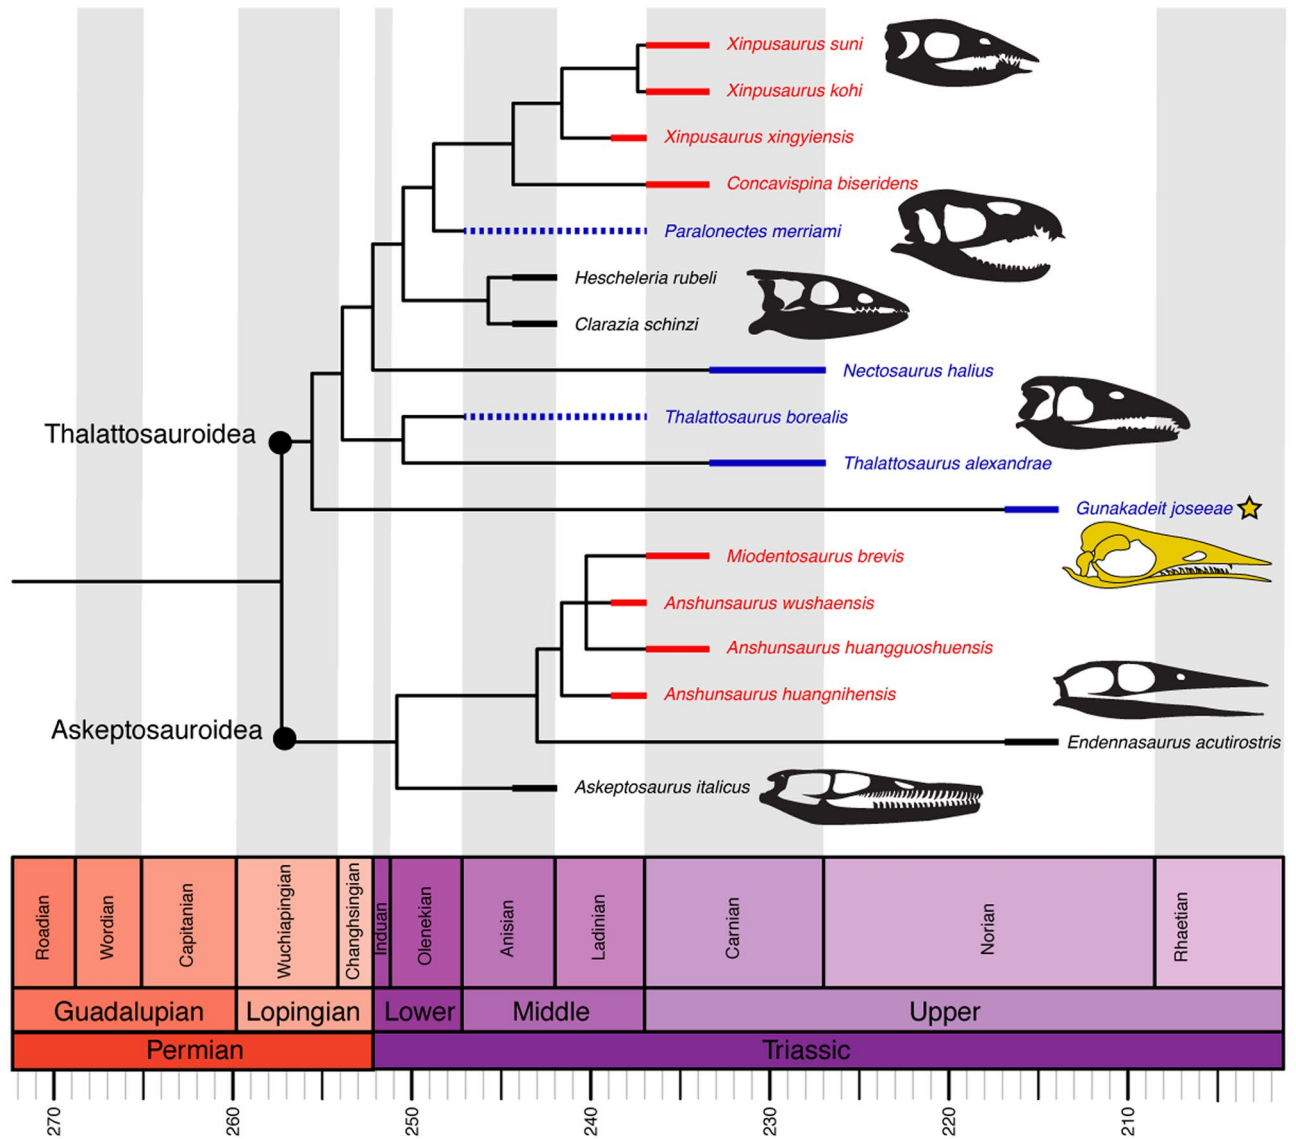 Xinpusaurus suni
Xinpusaurus kohi
Xinpusaurus xingyiensis
Concavispina biseridens
Paralonectes merriami
Hescheleria rubeli
Clarazia schinzi
Nectosaurus halius
Thalattosaurus borealis
Thalattosauroidea
Thalattosaurus alexandrae
Gunakadeit joseeae
Miodentosaurus brevis
Anshunsaurus wushaensis
Anshunsaurus huangguoshuensis
Anshunsaurus huangnihensis
Askeptosauroidea
Endennasaurus acutirostris
Askeptosaurus italicus
Roadian
Wordian
Capitanian
Wuchiapingian
Changhsingian
Induan
Olenekian
Anisian
Ladinian
Carnian
Norian
Rhaetian
Guadalupian
Lopingian
Lower
Middle
Upper
Permian
Triassic
270
260
250
240
230
220
210